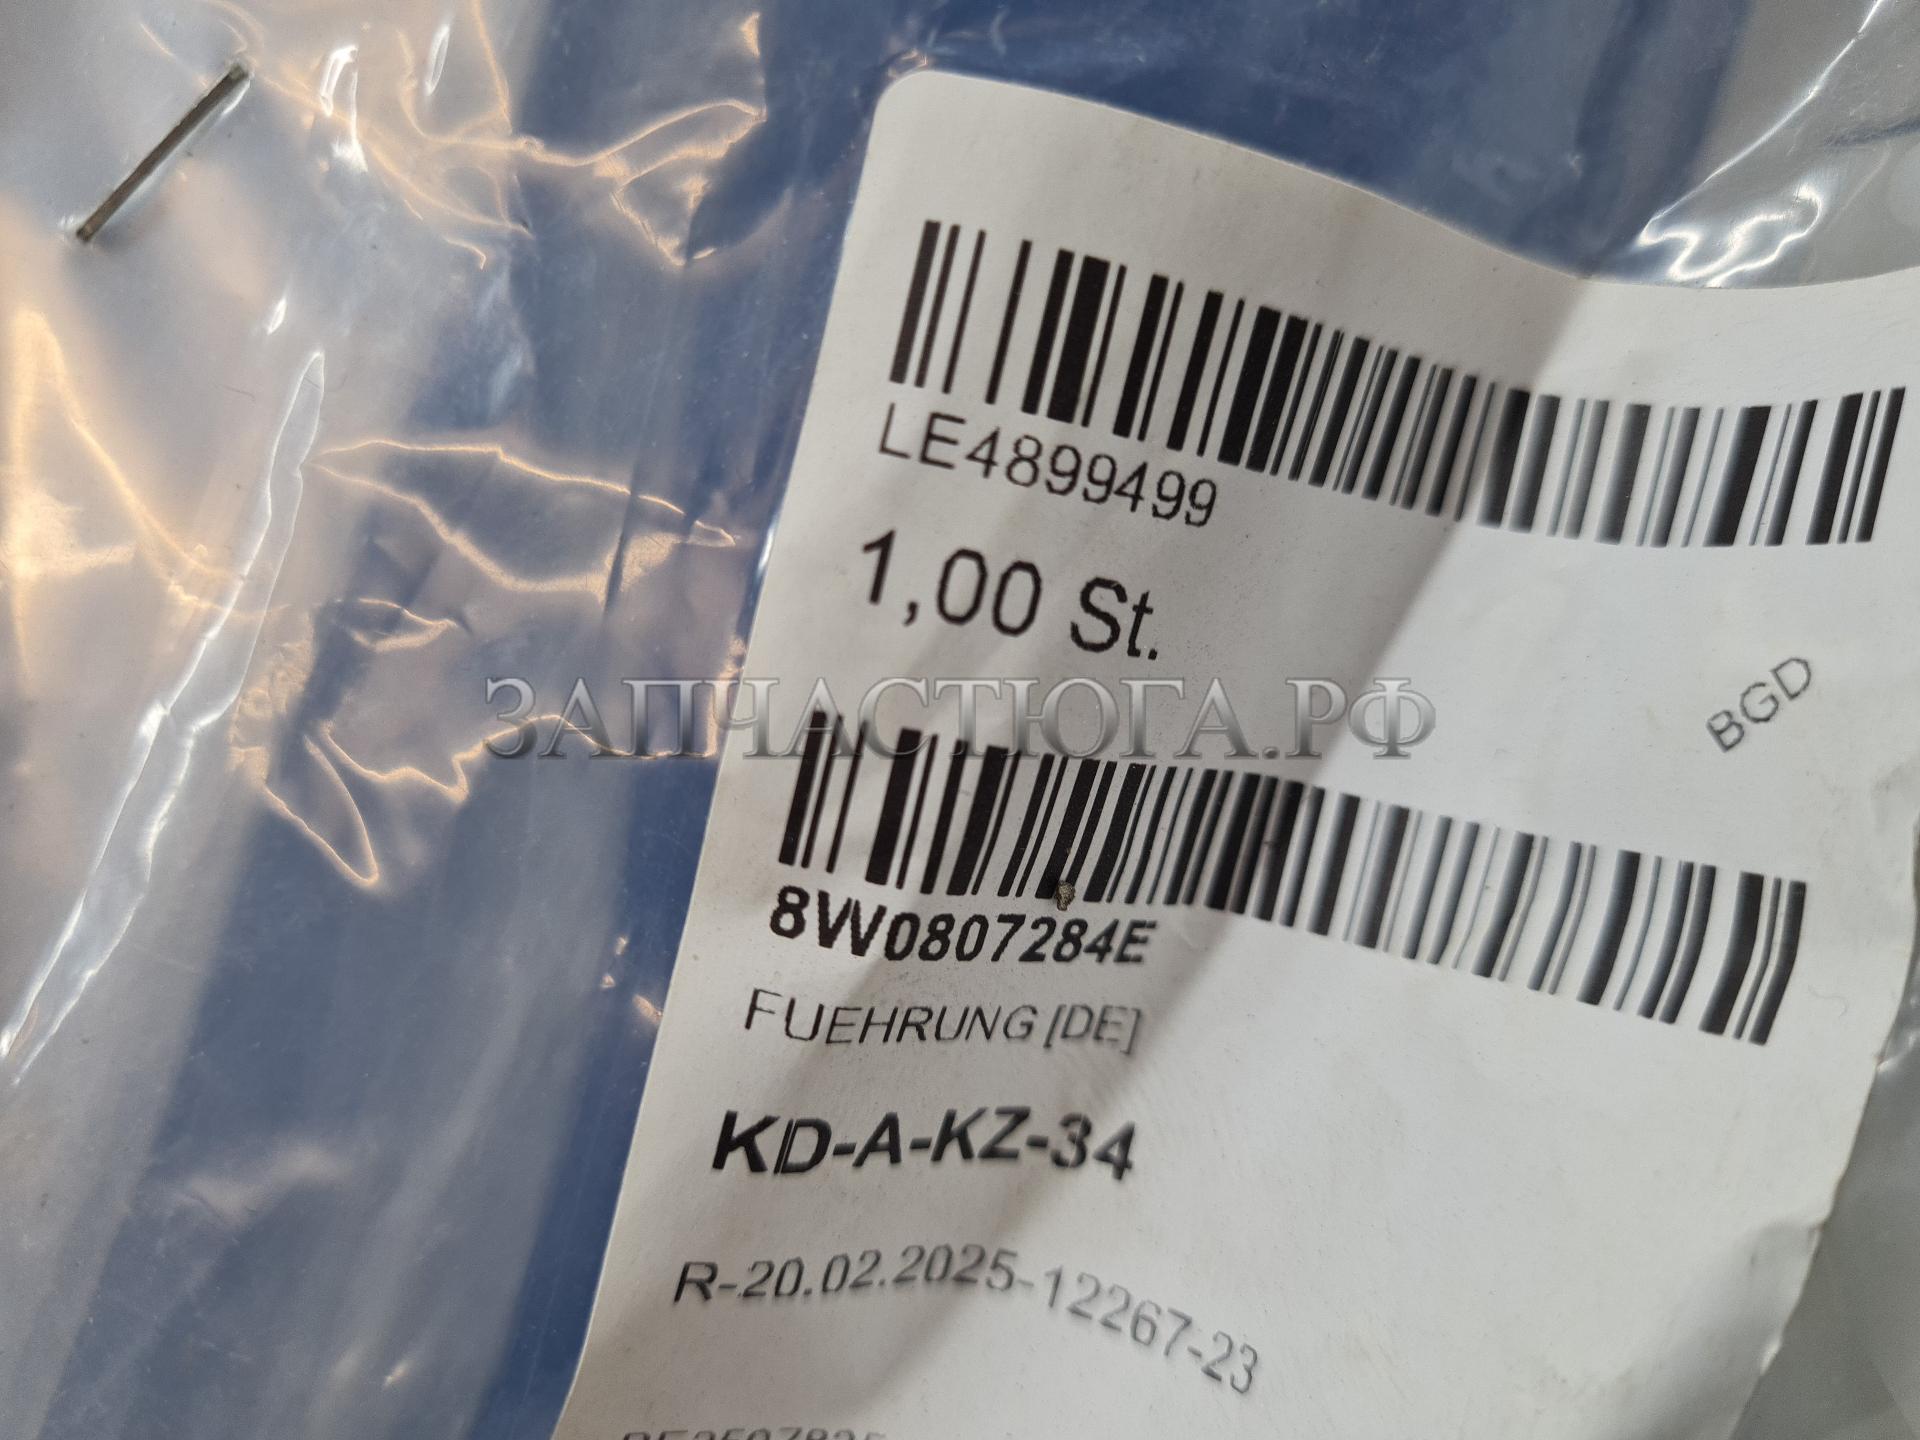 LE4899499
1,00 St.
BGD
ЗАПЧАСТЮГА.РФ
8W0807284E
FUEHRUNG [DE]
KD-A-KZ-34
R-20.02.2025-12267-23